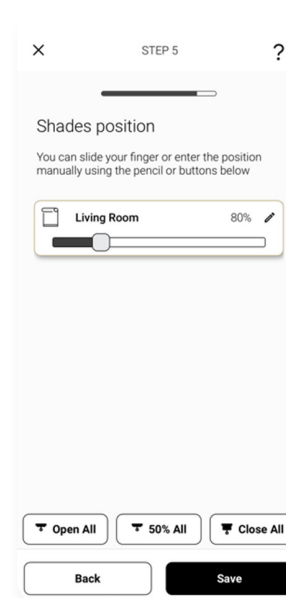 STEP 5
?
Shades position
You can slide your finger or enter the position
manually using the pencil or buttons below
Living Room 80%
Open All 50% All Close All
Back Save